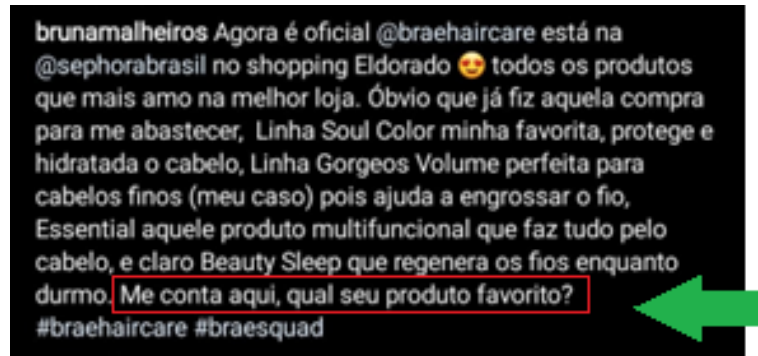 brunamalheiros Agora é oficial @braehaircare está na
@sephorabrasil no shopping Eldorado 😍 todos os produtos
que mais amo na melhor loja. Óbvio que já fiz aquela compra
para me abastecer, Linha Soul Color minha favorita, protege e
hidratada o cabelo, Linha Gorgeos Volume perfeita para
cabelos finos (meu caso) pois ajuda a engrossar o fio,
Essential aquele produto multifuncional que faz tudo pelo
cabelo, e claro Beauty Sleep que regenera os fios enquanto
durmo. Me conta aqui, qual seu produto favorito?
#braehaircare #braesquad